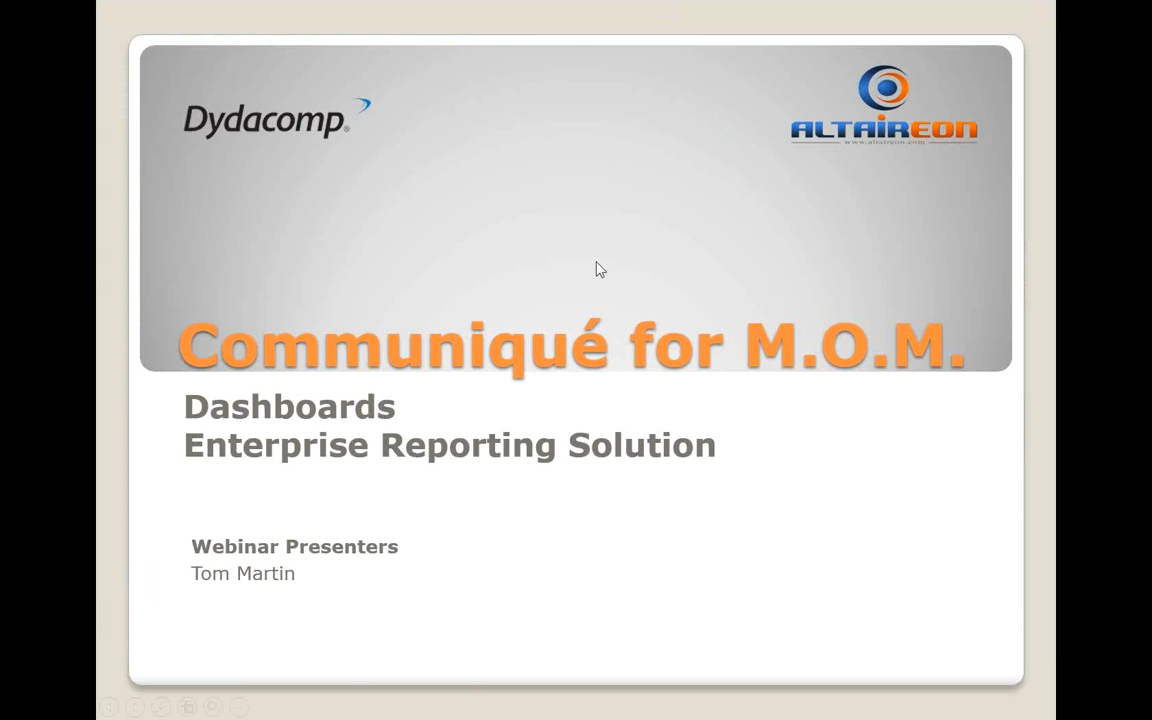 Dydacomp®
ALTAIREON
www.altaireon.com
Communiqué for M.O.M.
Dashboards
Enterprise Reporting Solution
Webinar Presenters
Tom Martin